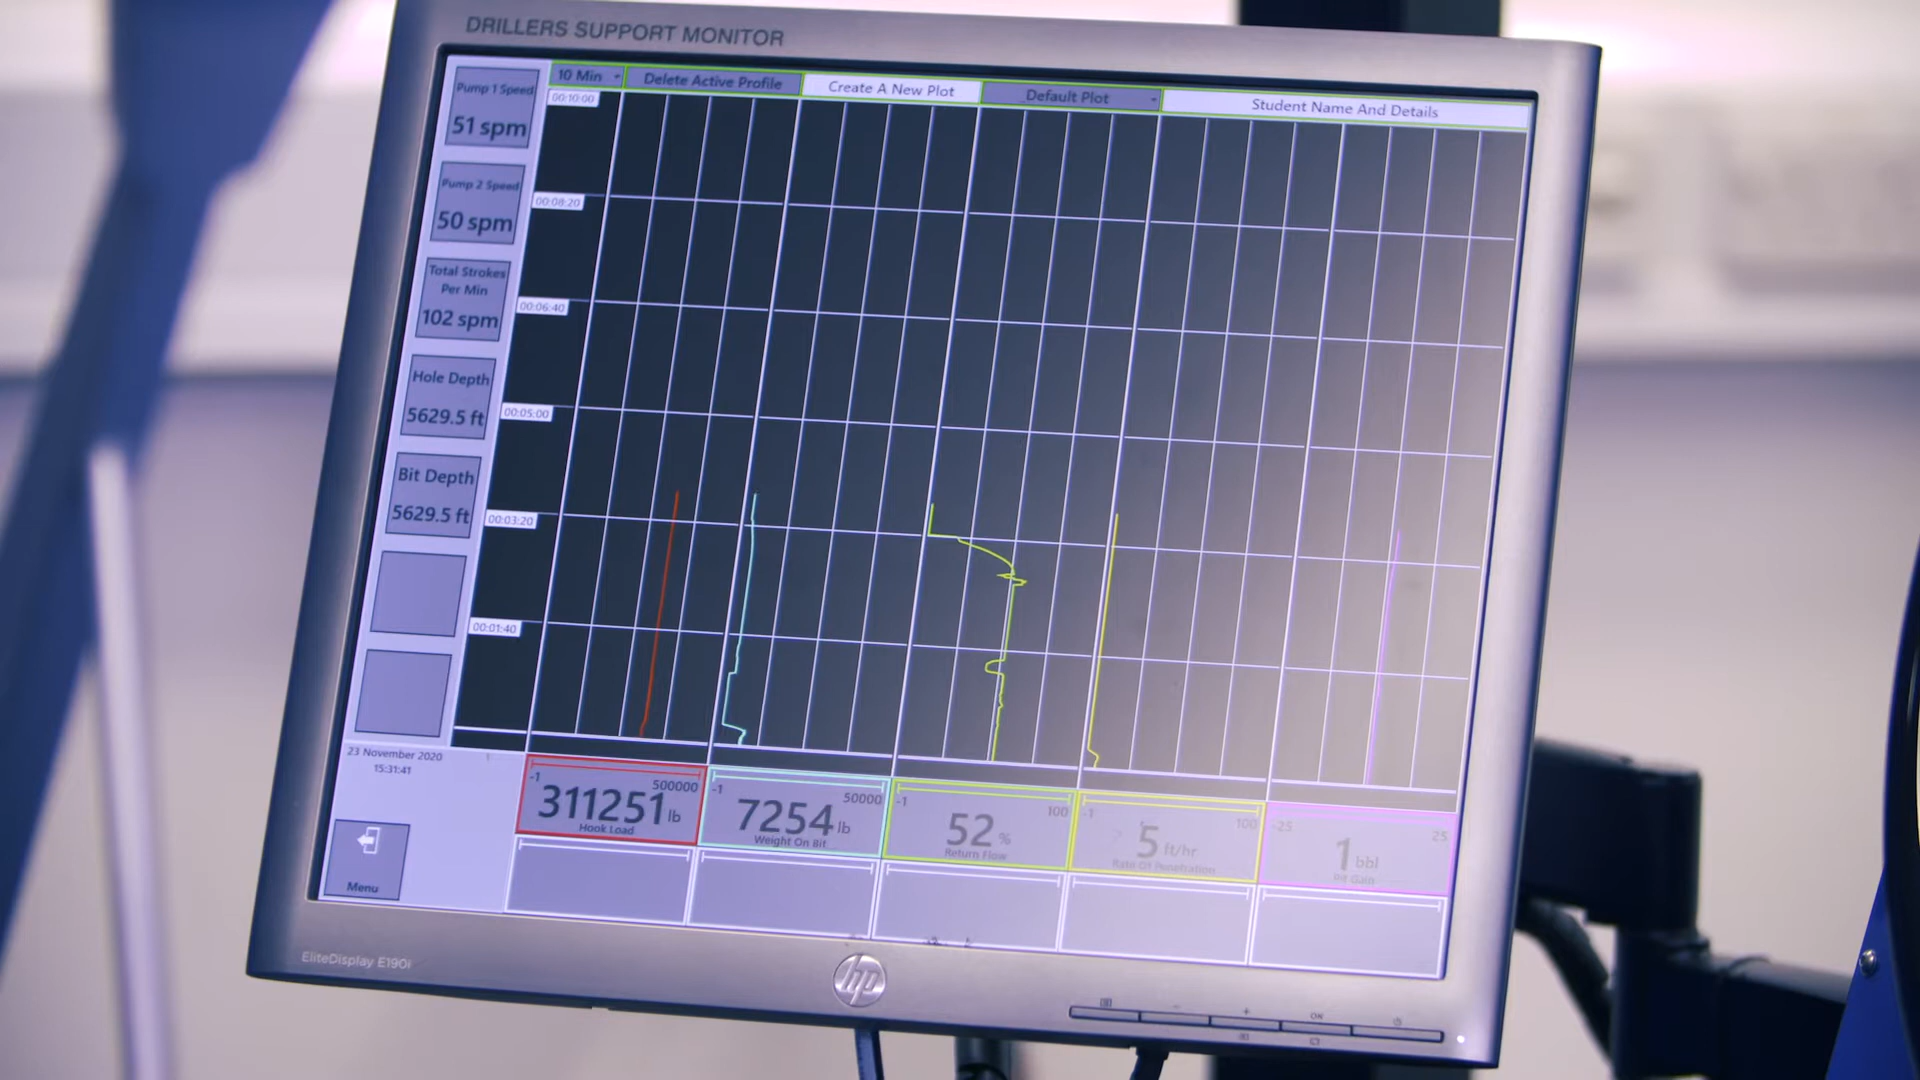 DRILLERS SUPPORT MONITOR
10 Min
Delete Active Profile
Create A New Plot
Default Plot
Student Name And Details
Pump 1 Speed
51 spm
Pump 2 Speed
50 spm
Total Strokes
Per Min
102 spm
Hole Depth
5629.5 ft
Bit Depth
5629.5 ft
00:10:00
00:08:20
00:06:40
00:05:00
00:03:20
00:01:40
23 November 2020
15:31:41
Menu
-1 500000
311251 lb
Hook Load
-1 50000
7254 lb
Weight On Bit
-1 100
52 %
Return Flow
-1 100
5 ft/hr
Rate Of Penetration
-25 25
1 bbl
Pit Gain
EliteDisplay E190i
hp
- + ON